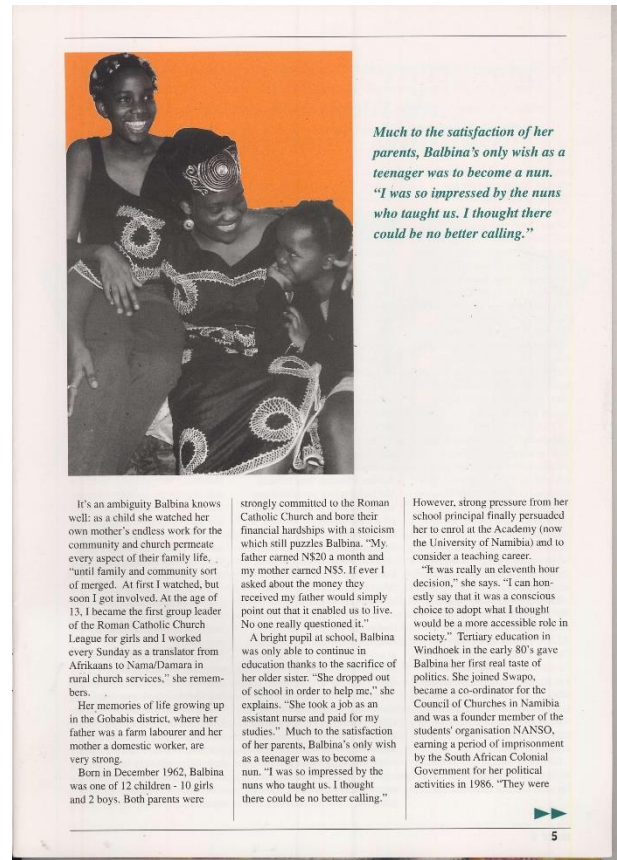 Much to the satisfaction of her
parents, Balbina's only wish as a
teenager was to become a nun.
“I was so impressed by the nuns
who taught us. I thought there
could be no better calling.”
It's an ambiguity Balbina knows
well: as a child she watched her
own mother's endless work for the
community and church permeate
every aspect of their family life,
“until family and community sort
of merged. At first I watched, but
soon I got involved. At the age of
13, I became the first group leader
of the Roman Catholic Church
League for girls and I worked
every Sunday as a translator from
Afrikaans to Nama/Damara in
rural church services,” she remem-
bers.
Her memories of life growing up
in the Gobabis district, where her
father was a farm labourer and her
mother a domestic worker, are
very strong.
Born in December 1962, Balbina
was one of 12 children - 10 girls
and 2 boys. Both parents were
strongly committed to the Roman
Catholic Church and bore their
financial hardships with a stoicism
which still puzzles Balbina. “My
father earned N$20 a month and
my mother earned N$5. If ever I
asked about the money they
received my father would simply
point out that it enabled us to live.
No one really questioned it.”
A bright pupil at school, Balbina
was only able to continue in
education thanks to the sacrifice of
her older sister. “She dropped out
of school in order to help me,” she
explains. “She took a job as an
assistant nurse and paid for my
studies.” Much to the satisfaction
of her parents, Balbina's only wish
as a teenager was to become a
nun. “I was so impressed by the
nuns who taught us. I thought
there could be no better calling.”
However, strong pressure from her
school principal finally persuaded
her to enrol at the Academy (now
the University of Namibia) and to
consider a teaching career.
“It was really an eleventh hour
decision,” she says. “I can hon-
estly say that it was a conscious
choice to adopt what I thought
would be a more accessible role in
society.” Tertiary education in
Windhoek in the early 80's gave
Balbina her first real taste of
politics. She joined Swapo,
became a co-ordinator for the
Council of Churches in Namibia
and was a founder member of the
students' organisation NANSO,
earning a period of imprisonment
by the South African Colonial
Government for her political
activities in 1986. “They were
5